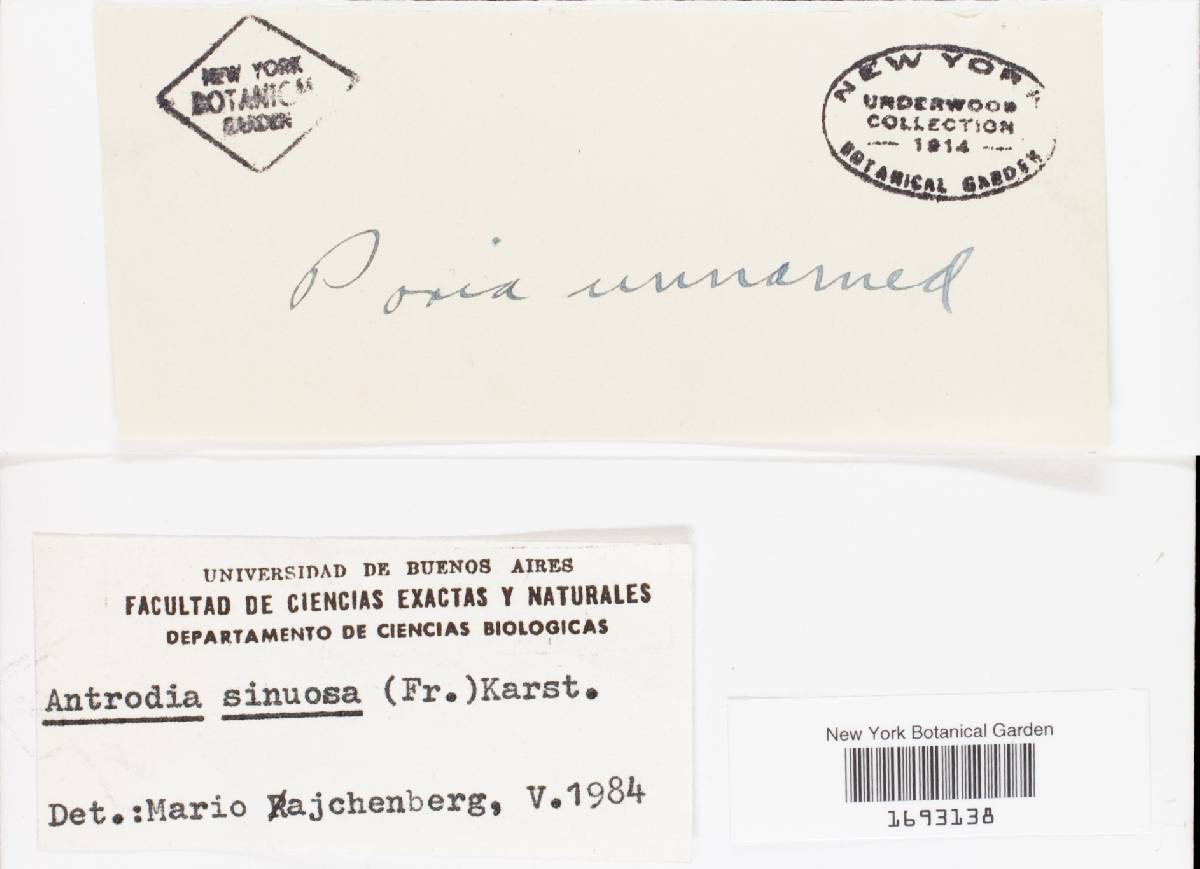 NEW YORK
BOTANICAL
GARDEN
NEW YORK
UNDERWOOD
COLLECTION
— 1914 —
BOTANICAL GARDEN
Poria unnamed
UNIVERSIDAD DE BUENOS AIRES
FACULTAD DE CIENCIAS EXACTAS Y NATURALES
DEPARTAMENTO DE CIENCIAS BIOLOGICAS
Antrodia sinuosa (Fr.)Karst.
Det.:Mario Rajchenberg, V.1984
New York Botanical Garden
1693138